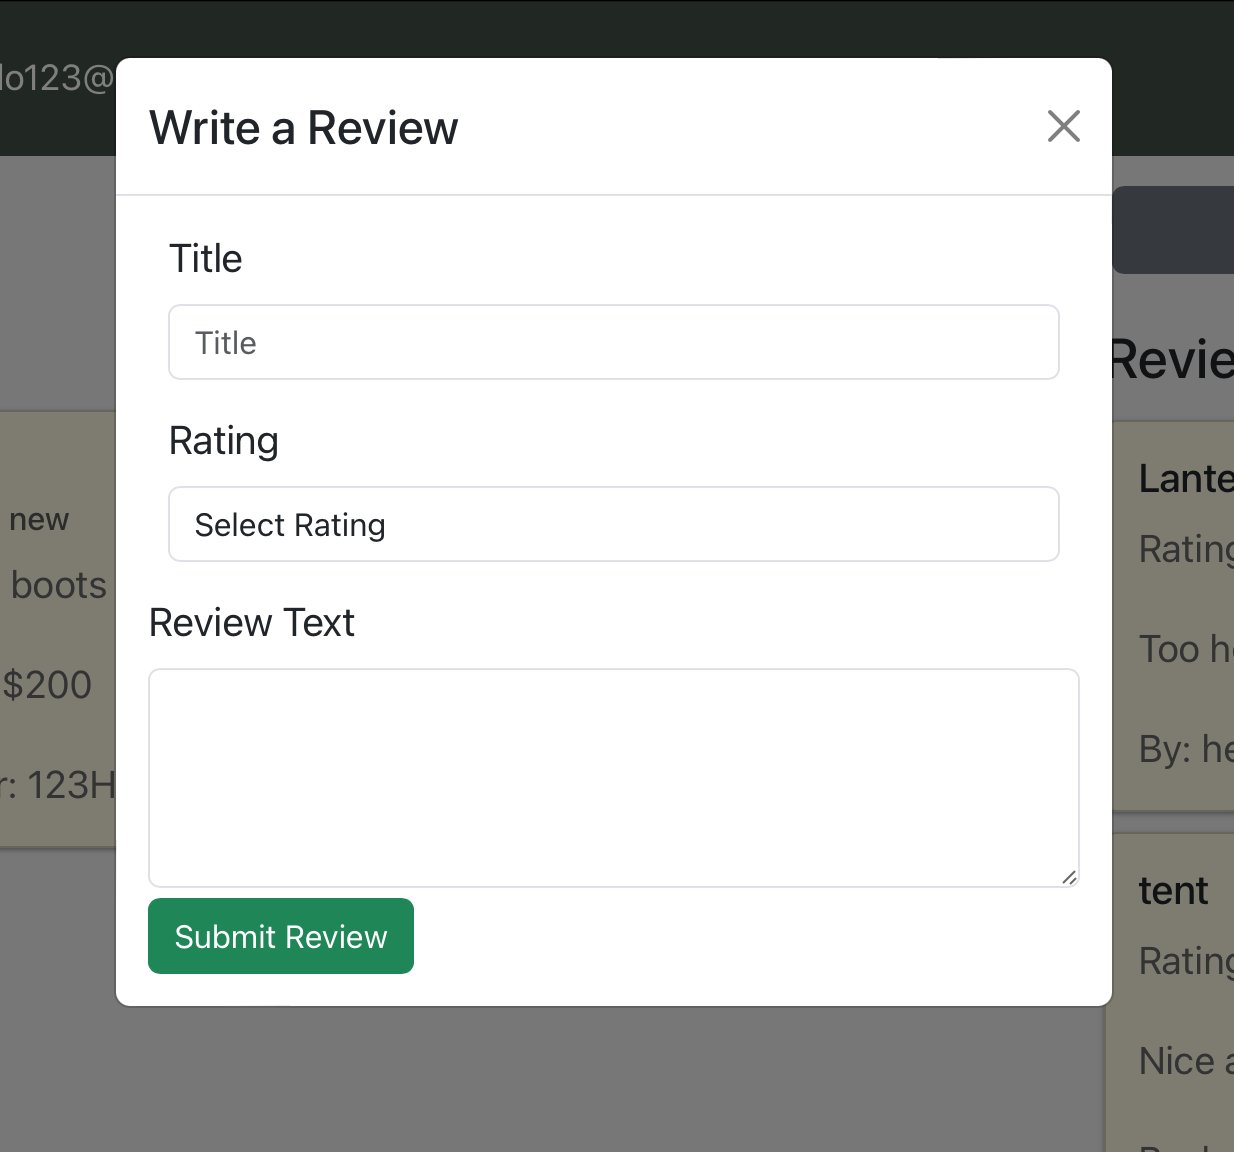 lo123@
Write a Review
Title
Title
Rating
Select Rating
Review Text
Submit Review
new
boots
$200
r: 123H
Revie
Lante
Rating
Too h
By: he
tent
Rating
Nice a